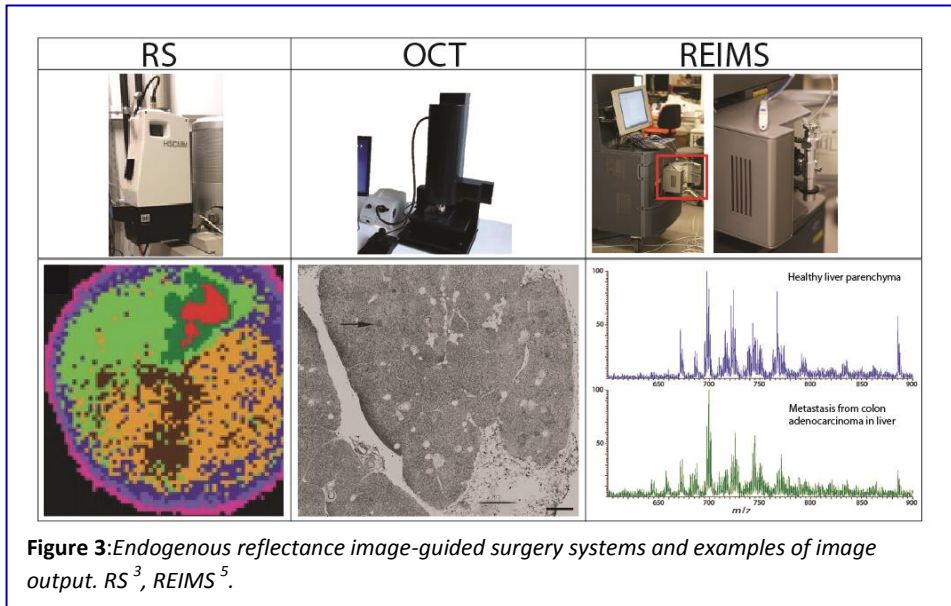 RS OCT REIMS
HSCMM
Healthy liver parenchyma
100
50
650 700 750 800 850 900
Metastasis from colon
adenocarcinoma in liver
100
50
650 700 750 800 850 900
m/z
Figure 3:Endogenous reflectance image-guided surgery systems and examples of image
output. RS 3, REIMS 5.